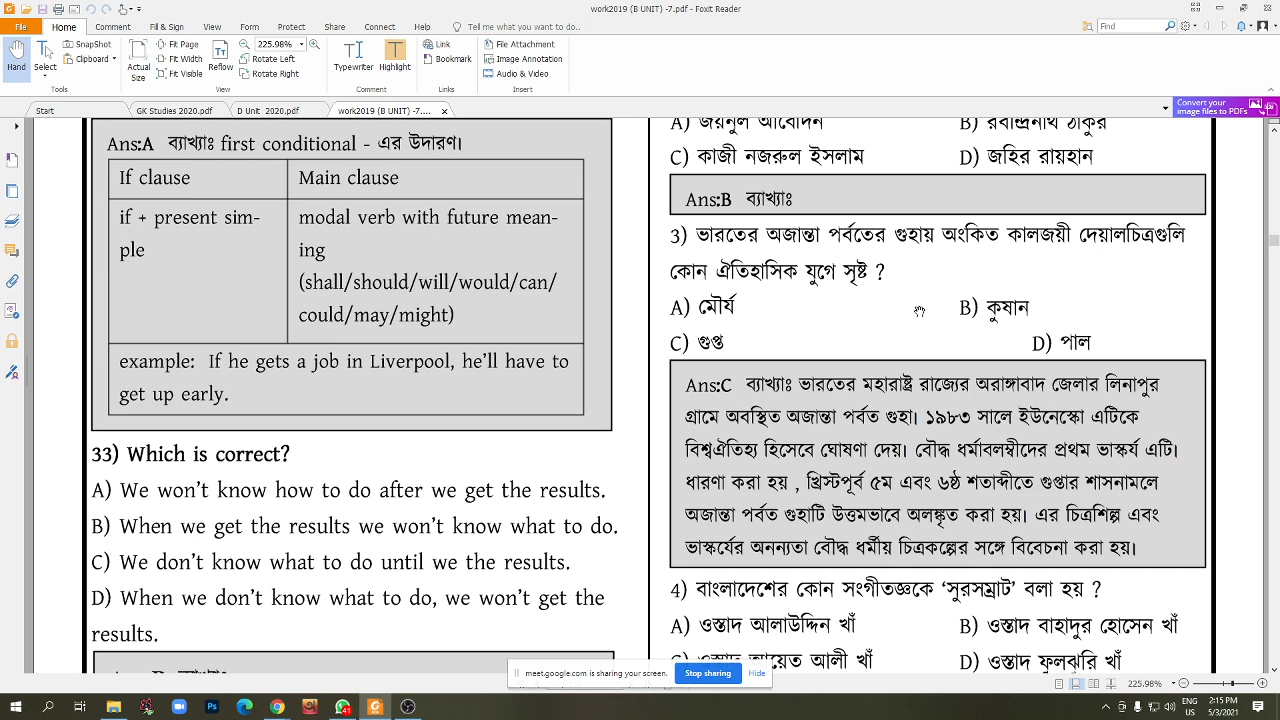 work2019 (B UNIT) -7.pdf - Foxit Reader
File Home Comment View Form Protect Share Connect Help Tell me what you want to do..
Find
Hand
Select
SnapShot
Clipboard
Actual Size
Fit Page
Fit Width
Fit Visible
Reflow
225.98%
Rotate Left
Rotate Right
Typewriter
Highlight
Link
Bookmark
File Attachment
Image Annotation
Audio & Video
Tools View Comment Links Insert
Start GK Studies 2020.pdf D Unit 2020.pdf work2019 (B UNIT) -7....
Convert your
image files to PDFs
Ans:A ব্যাখ্যাঃ first conditional - এর উদারণ।
If clause Main clause
if + present sim-
ple
modal verb with future mean-
ing
(shall/should/will/would/can/
could/may/might)
example: If he gets a job in Liverpool, he'll have to
get up early.
33) Which is correct?
A) We won't know how to do after we get the results.
B) When we get the results we won't know what to do.
C) We don't know what to do until we the results.
D) When we don't know what to do, we won't get the
results.
A) জয়নুল আবেদিন B) রবীন্দ্রনাথ ঠাকুর
C) কাজী নজরুল ইসলাম D) জহির রায়হান
Ans:B ব্যাখ্যাঃ
3) ভারতের অজান্তা পর্বতের গুহায় অংকিত কালজয়ী দেয়ালচিত্রগুলি
কোন ঐতিহাসিক যুগে সৃষ্ট ?
A) মৌর্য B) কুষান
C) গুপ্ত D) পাল
Ans:C ব্যাখ্যাঃ ভারতের মহারাষ্ট্র রাজ্যের অরাঙ্গাবাদ জেলার লিনাপুর
গ্রামে অবস্থিত অজান্তা পর্বত গুহা। ১৯৮৩ সালে ইউনেস্কো এটিকে
বিশ্বঐতিহ্য হিসেবে ঘোষণা দেয়। বৌদ্ধ ধর্মাবলম্বীদের প্রথম ভাস্কর্য এটি।
ধারণা করা হয় , খ্রিস্টপূর্ব ৫ম এবং ৬ষ্ঠ শতাব্দীতে গুপ্তার শাসনামলে
অজান্তা পর্বত গুহাটি উত্তমভাবে অলঙ্কৃত করা হয়। এর চিত্রশিল্প এবং
ভাস্কর্যের অনন্যতা বৌদ্ধ ধর্মীয় চিত্রকল্পের সঙ্গে বিবেচনা করা হয়।
4) বাংলাদেশের কোন সংগীতজ্ঞকে ‘সুরসম্রাট’ বলা হয় ?
A) ওস্তাদ আলাউদ্দিন খাঁ B) ওস্তাদ বাহাদুর হোসেন খাঁ
আয়েত আলী খাঁ D) ওস্তাদ ফুলঝুরি খাঁ
meet.google.com is sharing your screen. Stop sharing Hide
225.98%
41
ENG 2:15 PM
US 5/3/2021